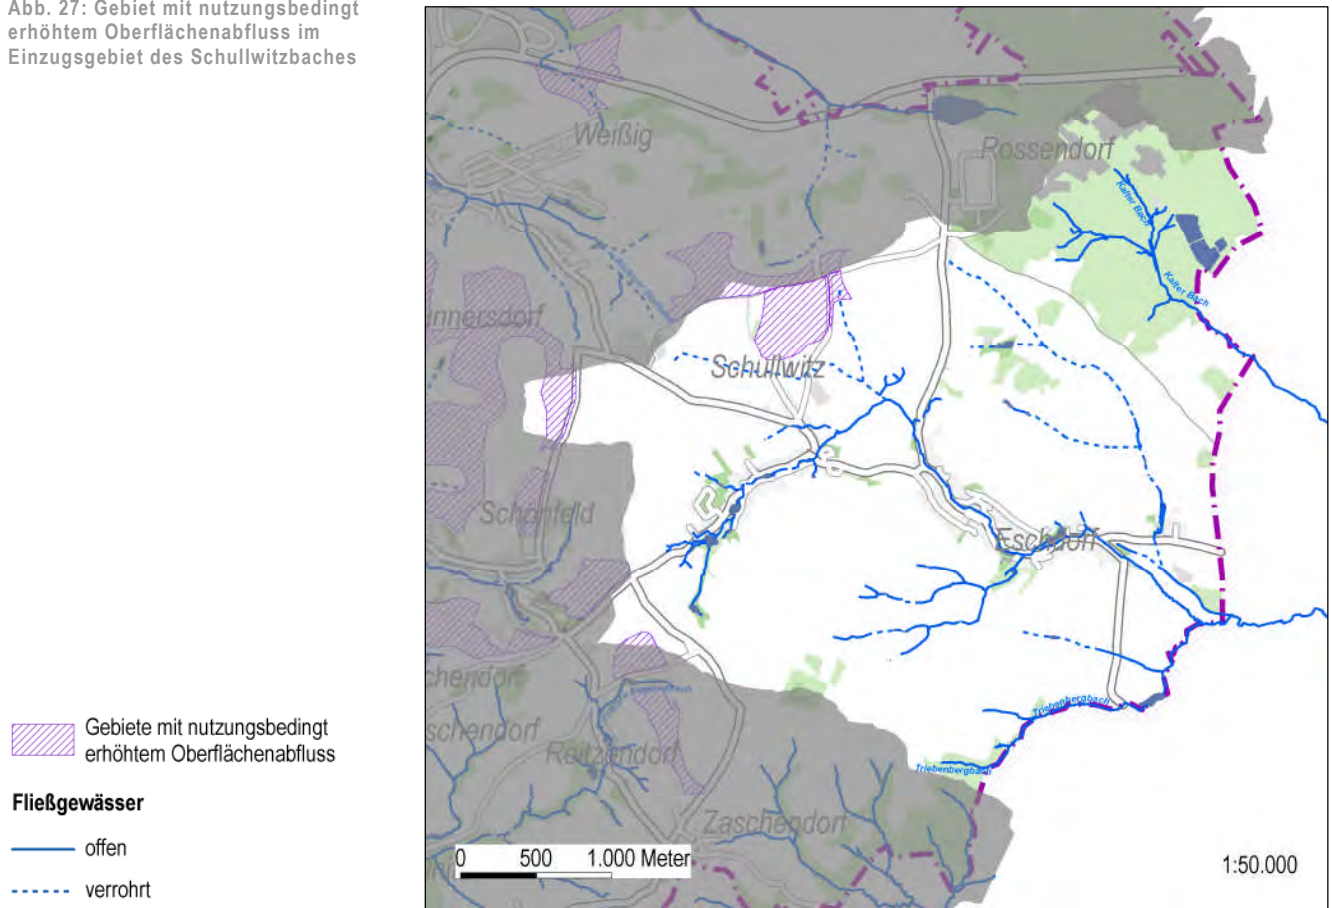 Abb. 27: Gebiet mit nutzungsbedingt
erhöhtem Oberflächenabfluss im
Einzugsgebiet des Schullwitzbaches
Weißig
Rossendorf
Kalter Bach
Kalter Bach
Schullwitz
Schönfeld
Eschdorf
Triebenbergbach
Triebenbergbach
Reitzendorf
Zaschendorf
0 500 1.000 Meter
1:50.000
Gebiete mit nutzungsbedingt
erhöhtem Oberflächenabfluss
Fließgewässer
offen
verrohrt